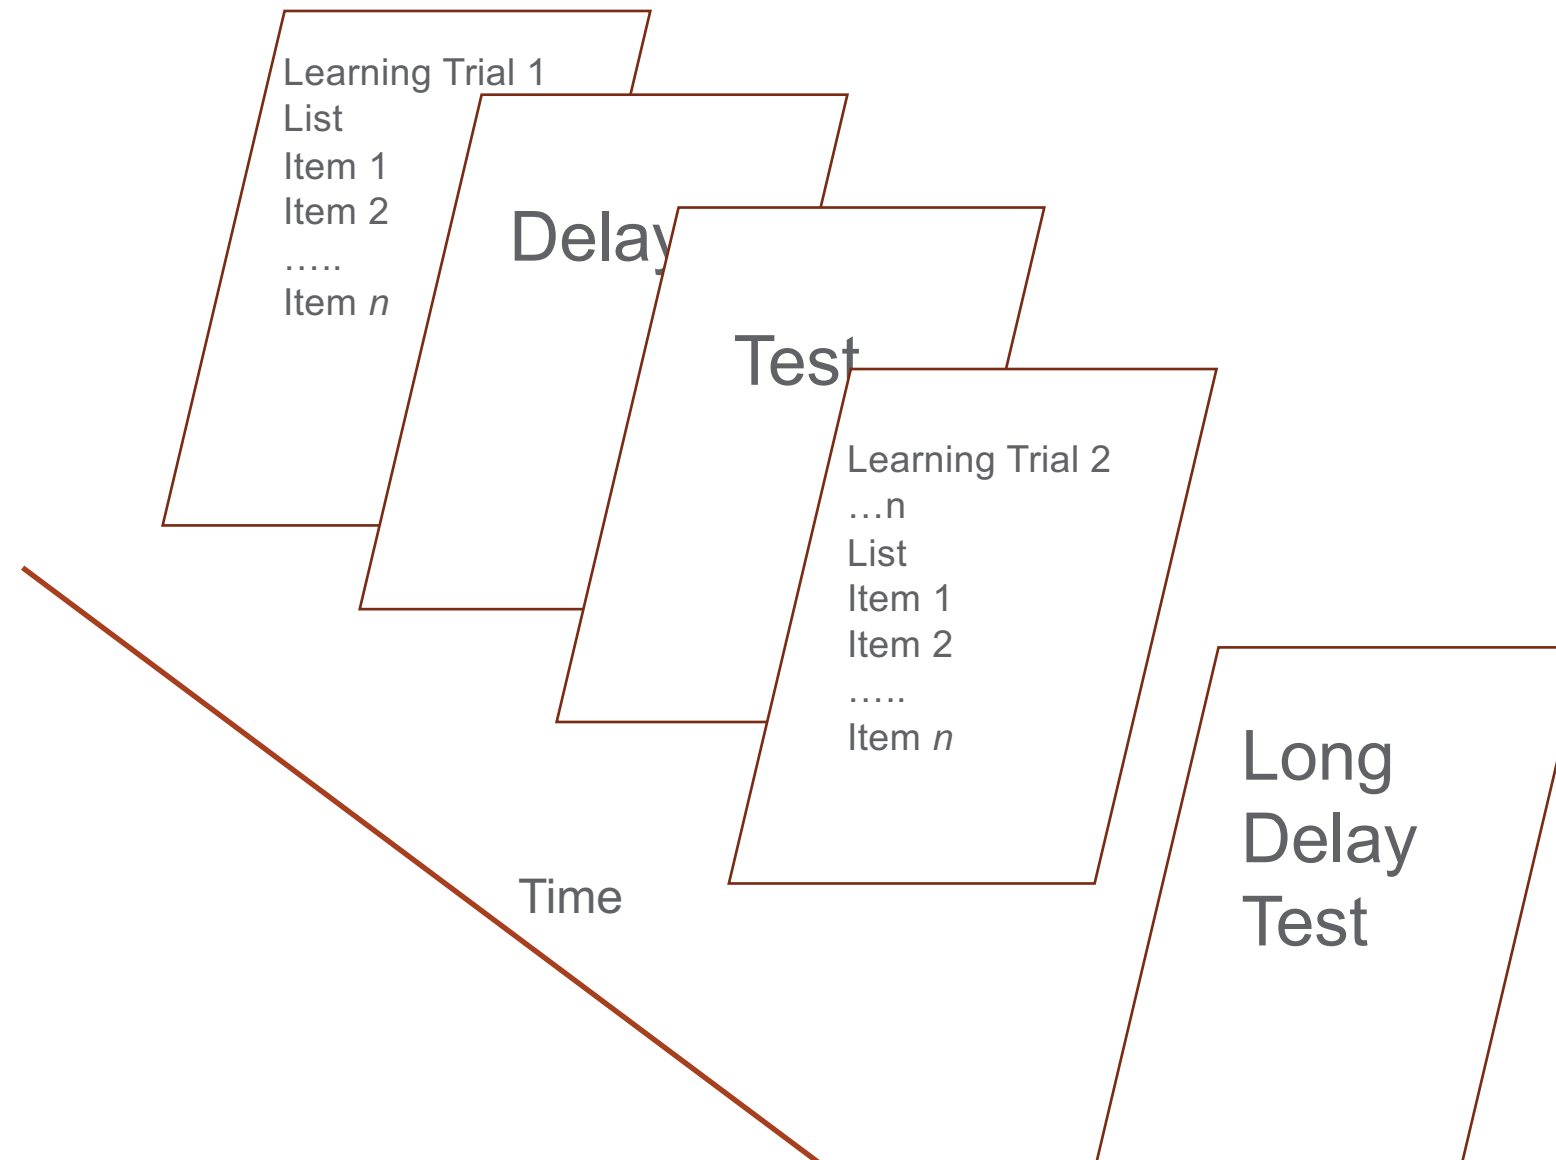 Learning Trial 1
List
Item 1
Item 2
…..
Item n
Delay
Test
Learning Trial 2
…n
List
Item 1
Item 2
…..
Item n
Time
Long
Delay
Test